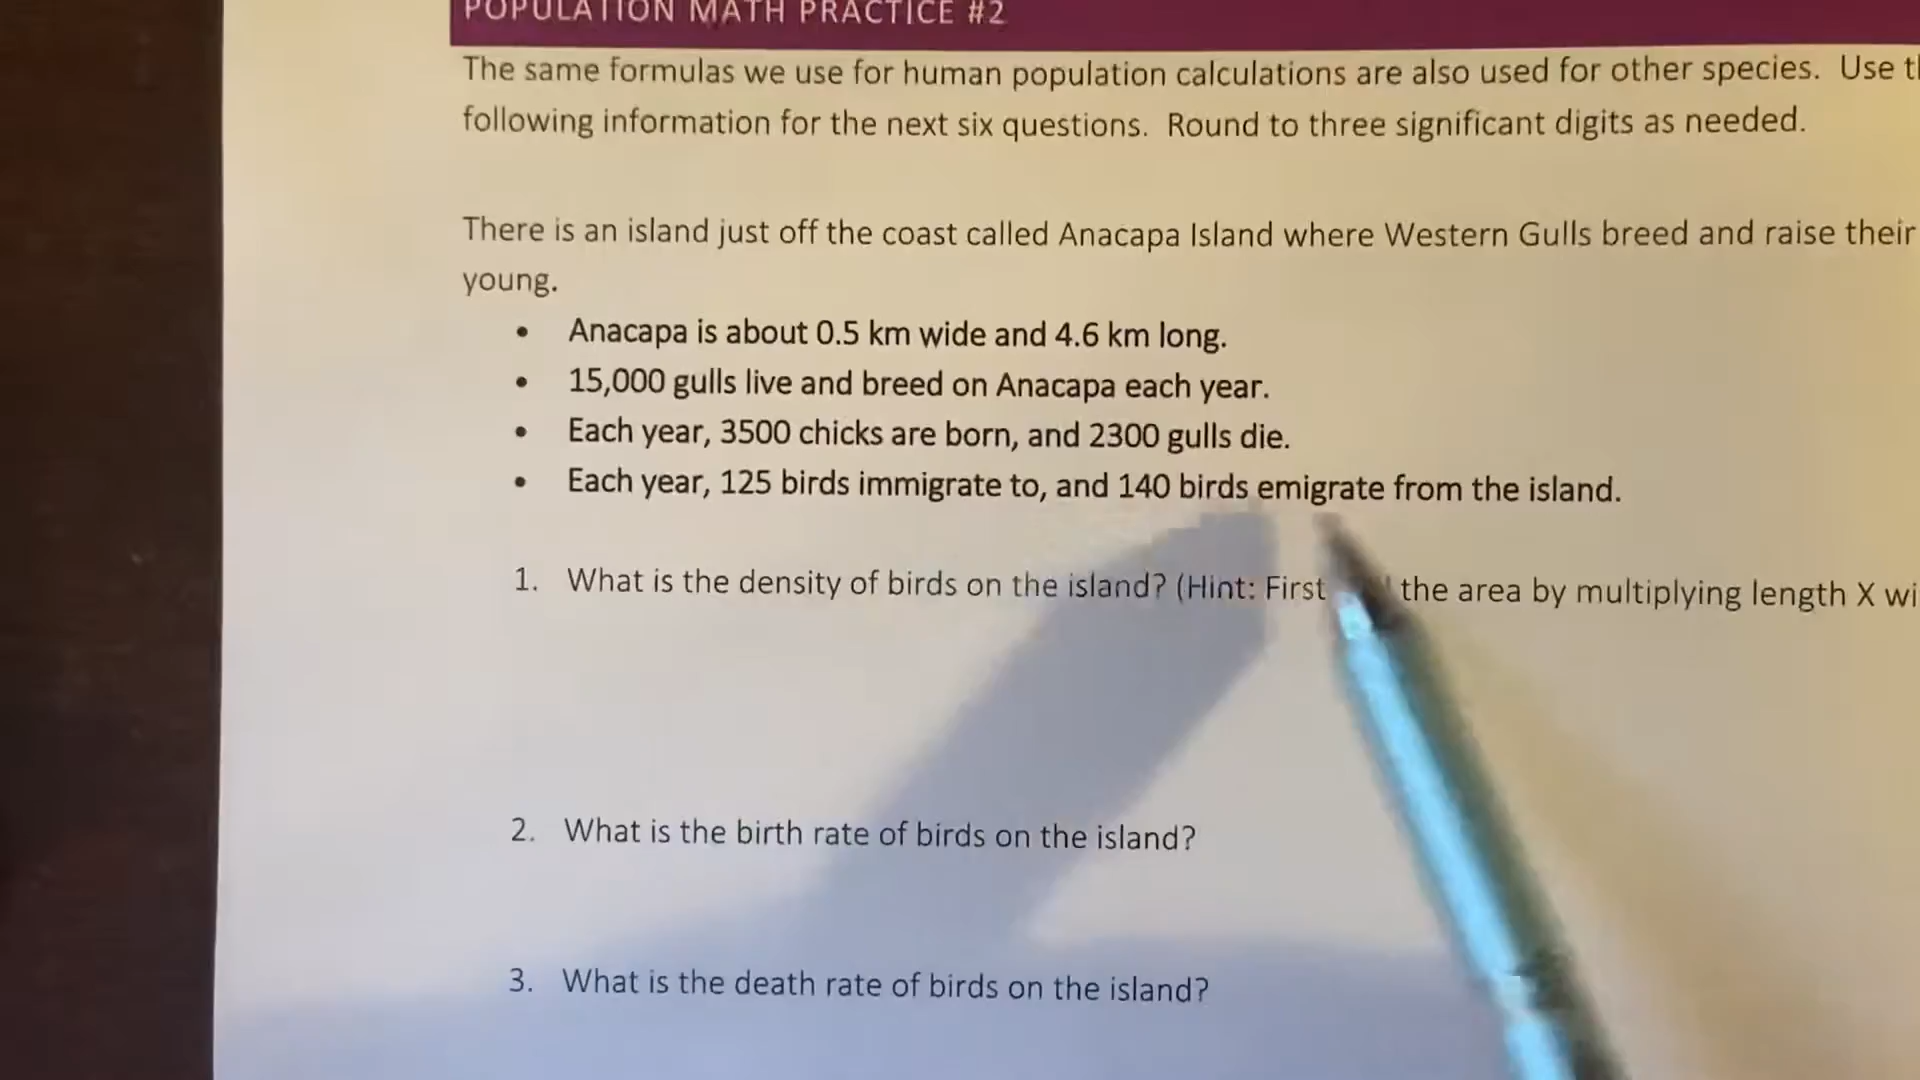 POPULATION MATH PRACTICE #2
The same formulas we use for human population calculations are also used for other species. Use
following information for the next six questions. Round to three significant digits as needed.
There is an island just off the coast called Anacapa Island where Western Gulls breed and raise their
young.
• Anacapa is about 0.5 km wide and 4.6 km long.
• 15,000 gulls live and breed on Anacapa each year.
• Each year, 3500 chicks are born, and 2300 gulls die.
• Each year, 125 birds immigrate to, and 140 birds emigrate from the island.
1. What is the density of birds on the island? (Hint: First the area by multiplying length X
2. What is the birth rate of birds on the island?
3. What is the death rate of birds on the island?